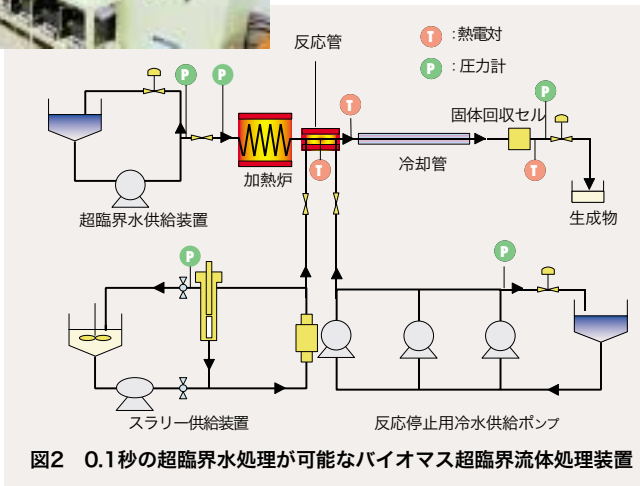 反応管
T :熱電対
P :圧力計
P
P
T
P
固体回収セル
T
T
加熱炉
冷却管
生成物
超臨界水供給装置
P
P
スラリー供給装置
反応停止用冷水供給ポンプ
図2 0.1秒の超臨界水処理が可能なバイオマス超臨界流体処理装置